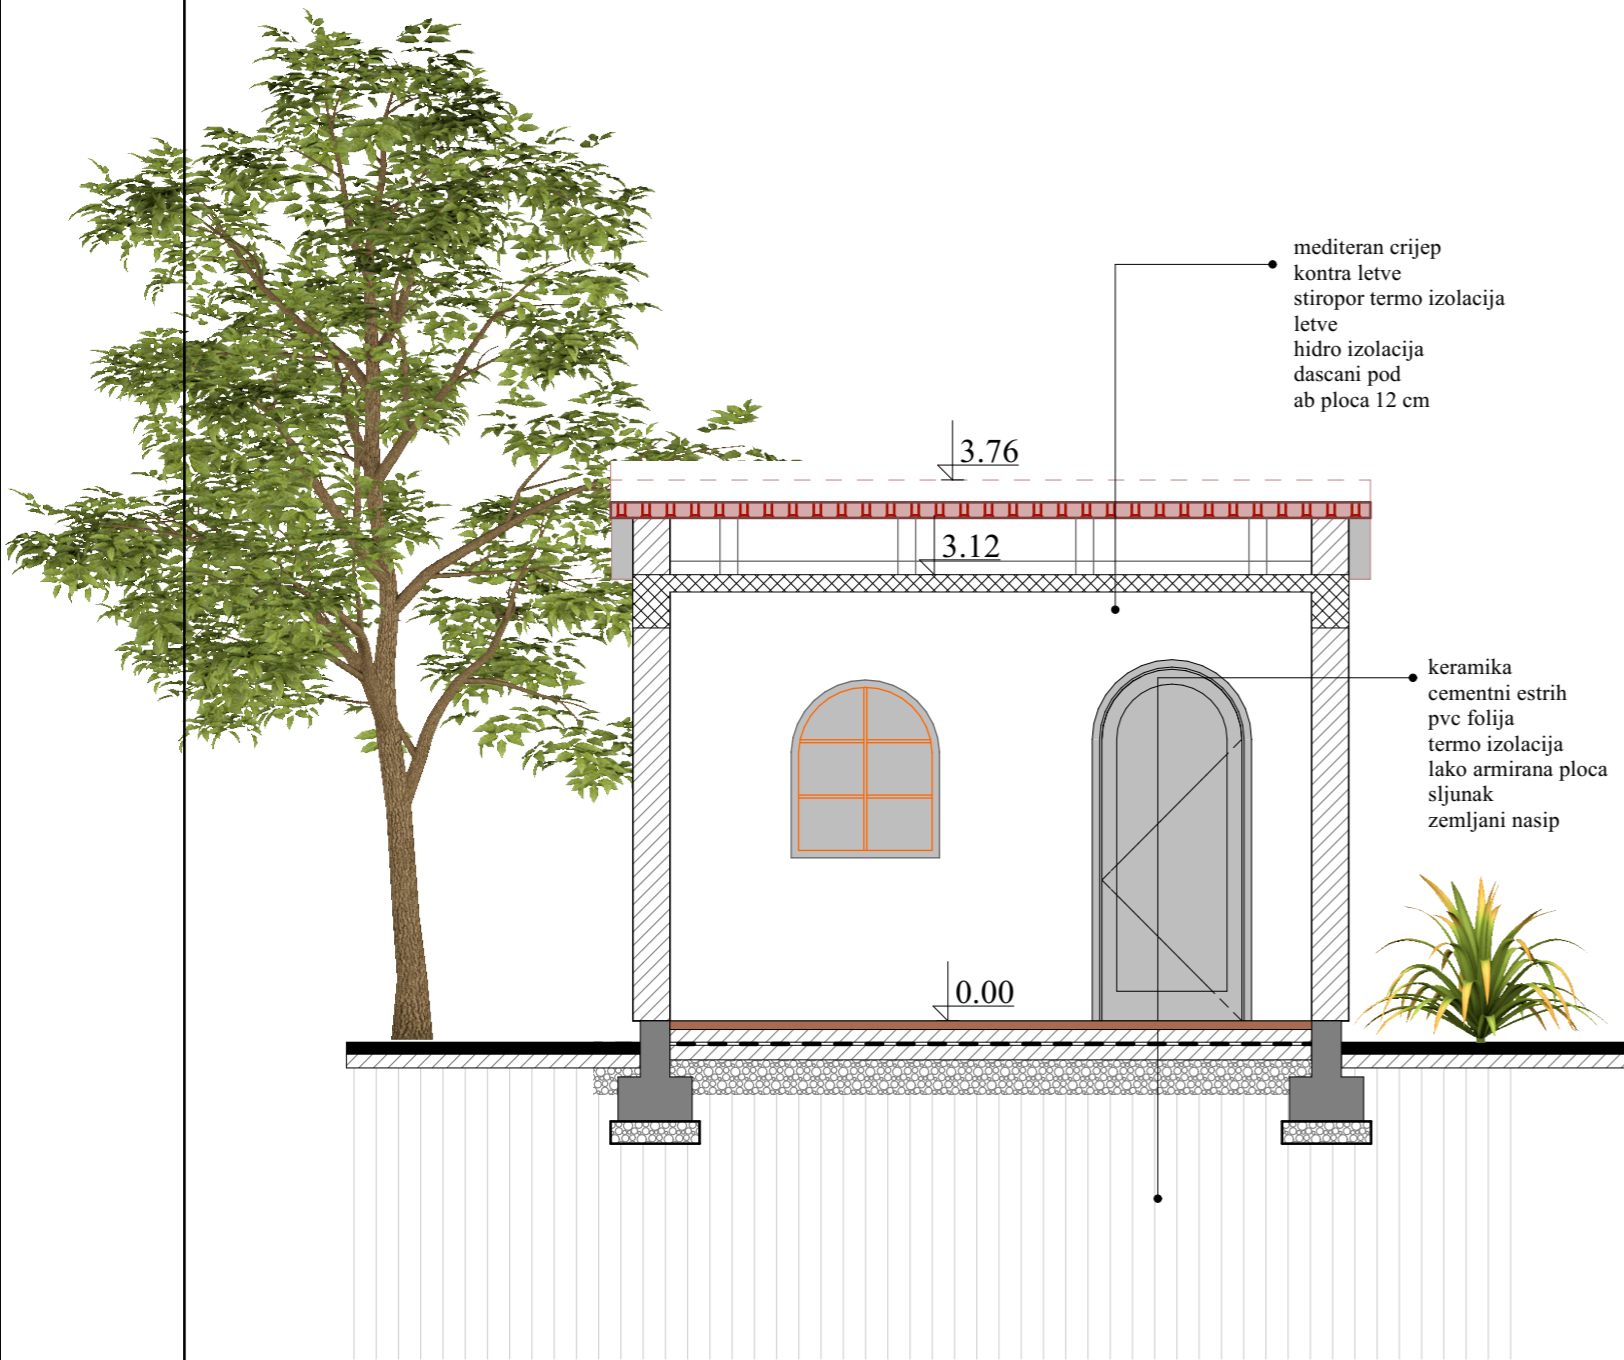 mediteran crijep
kontra letve
stiropor termo izolacija
letve
hidro izolacija
dascani pod
ab ploca 12 cm
3.76
3.12
keramika
cementni estrih
pvc folija
termo izolacija
lako armirana ploca
sljunak
zemljani nasip
0.00